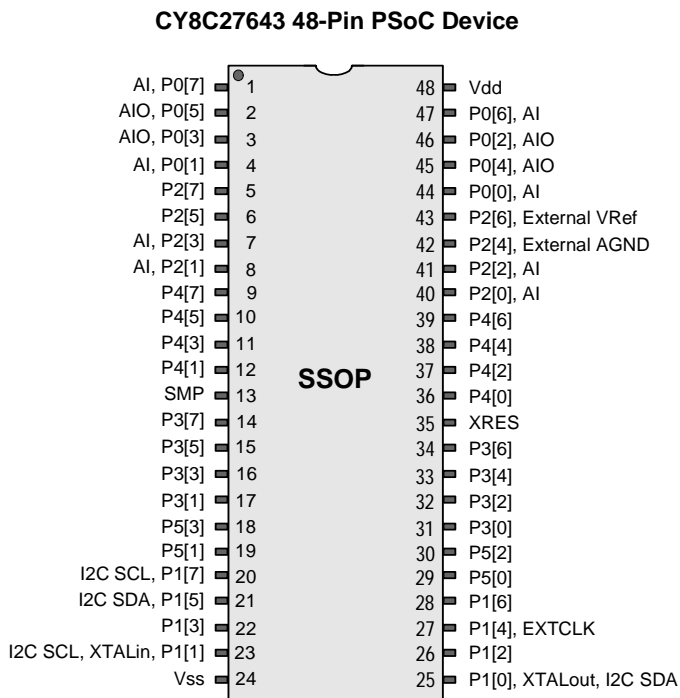 CY8C27643 48-Pin PSoC Device
AI, P0[7] 1 48 Vdd
AIO, P0[5] 2 47 P0[6], AI
AIO, P0[3] 3 46 P0[2], AIO
AI, P0[1] 4 45 P0[4], AIO
P2[7] 5 44 P0[0], AI
P2[5] 6 43 P2[6], External VRef
AI, P2[3] 7 42 P2[4], External AGND
AI, P2[1] 8 41 P2[2], AI
P4[7] 9 40 P2[0], AI
P4[5] 10 39 P4[6]
P4[3] 11 38 P4[4]
P4[1] 12 37 P4[2]
SSOP
SMP 13 36 P4[0]
P3[7] 14 35 XRES
P3[5] 15 34 P3[6]
P3[3] 16 33 P3[4]
P3[1] 17 32 P3[2]
P5[3] 18 31 P3[0]
P5[1] 19 30 P5[2]
I2C SCL, P1[7] 20 29 P5[0]
I2C SDA, P1[5] 21 28 P1[6]
P1[3] 22 27 P1[4], EXTCLK
I2C SCL, XTALin, P1[1] 23 26 P1[2]
Vss 24 25 P1[0], XTALout, I2C SDA